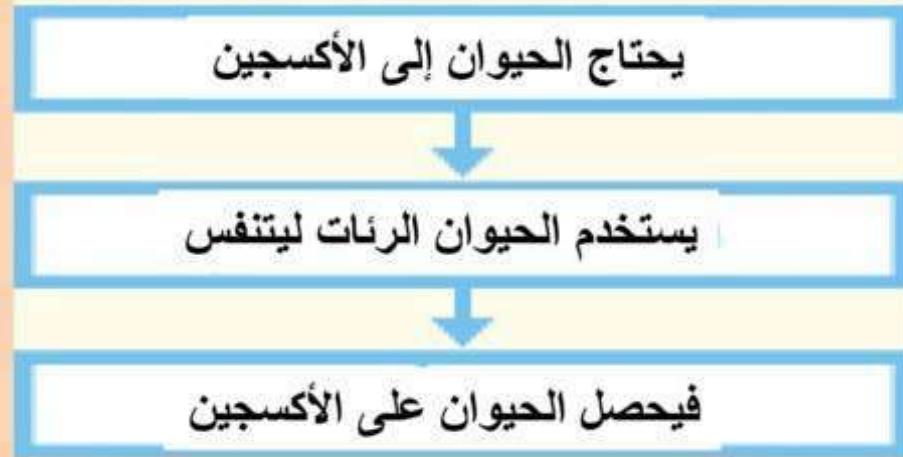 يحتاج الحيوان إلى الأكسجين
يستخدم الحيوان الرئات ليتنفس
فيحصل الحيوان على الأكسجين